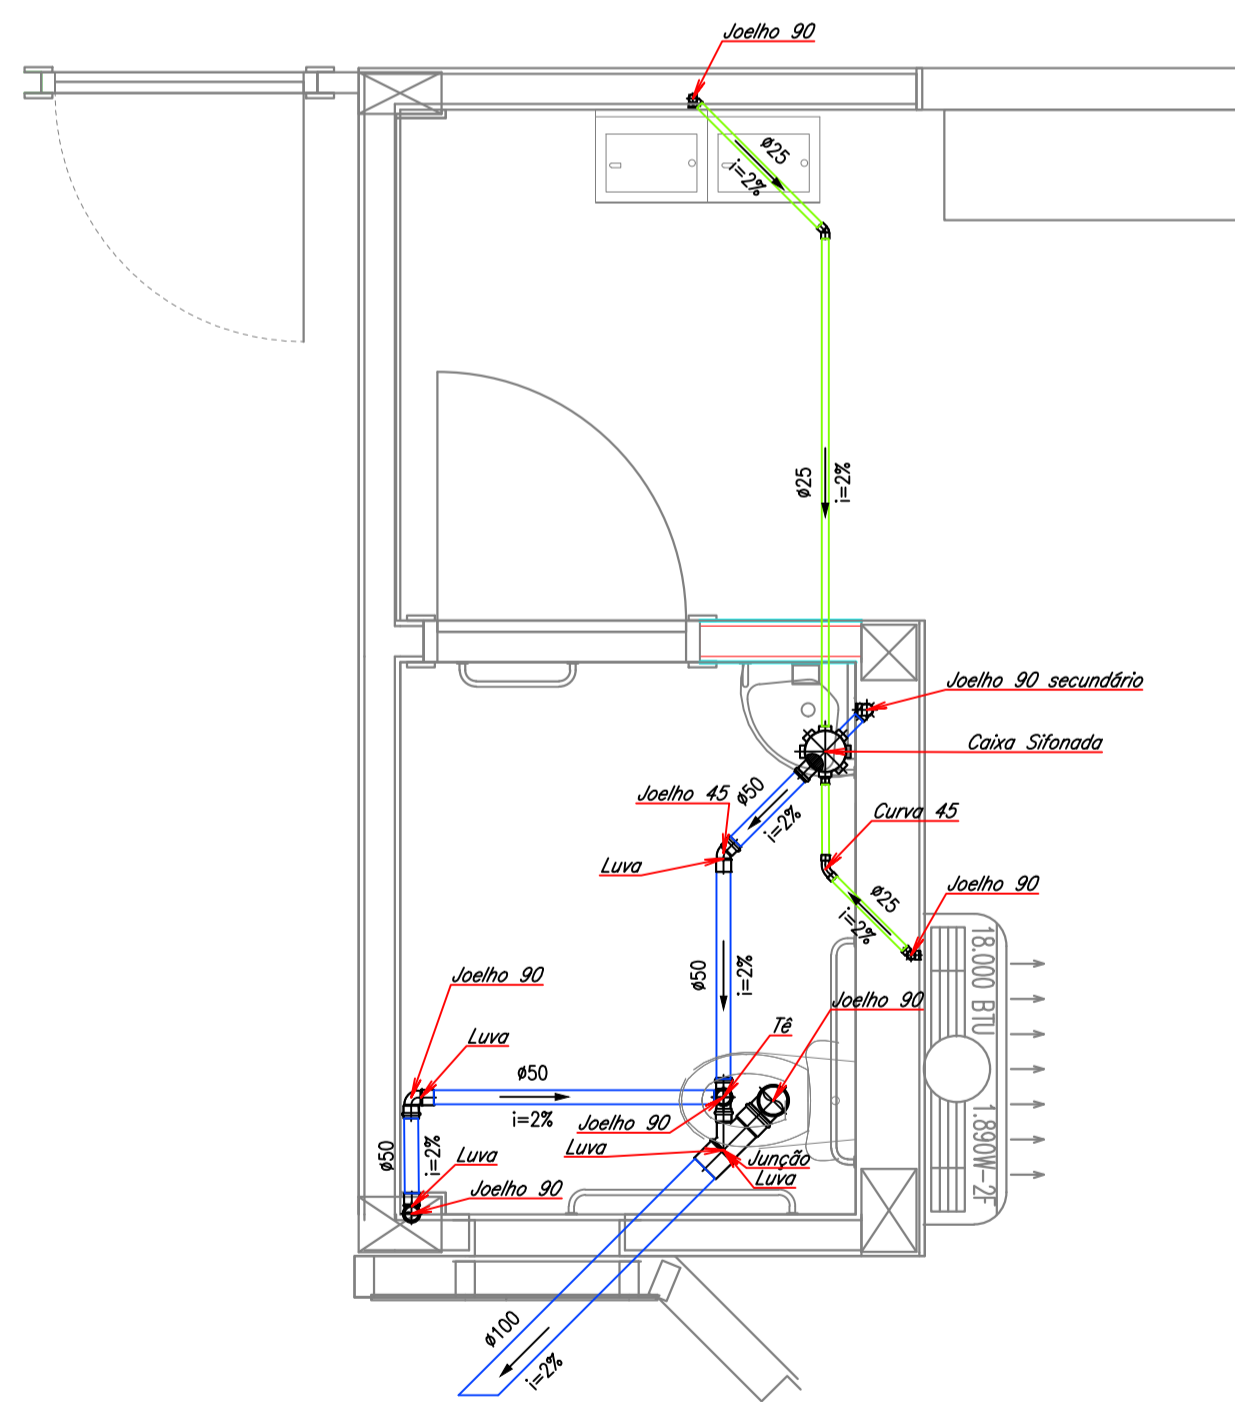 Joelho 90
ø25
i=2%
ø25
i=2%
Joelho 90 secundário
Caixa Sifonada
Joelho 45
ø50
i=2%
Curva 45
Luva
Joelho 90
ø25
i=2%
18.000 BTU 1.890W-2F
Joelho 90
ø50
i=2%
Joelho 90
Tê
Luva
ø50
i=2%
Joelho 90
Luva
Junção
Luva
ø50
i=2%
Luva
Joelho 90
ø100
i=2%